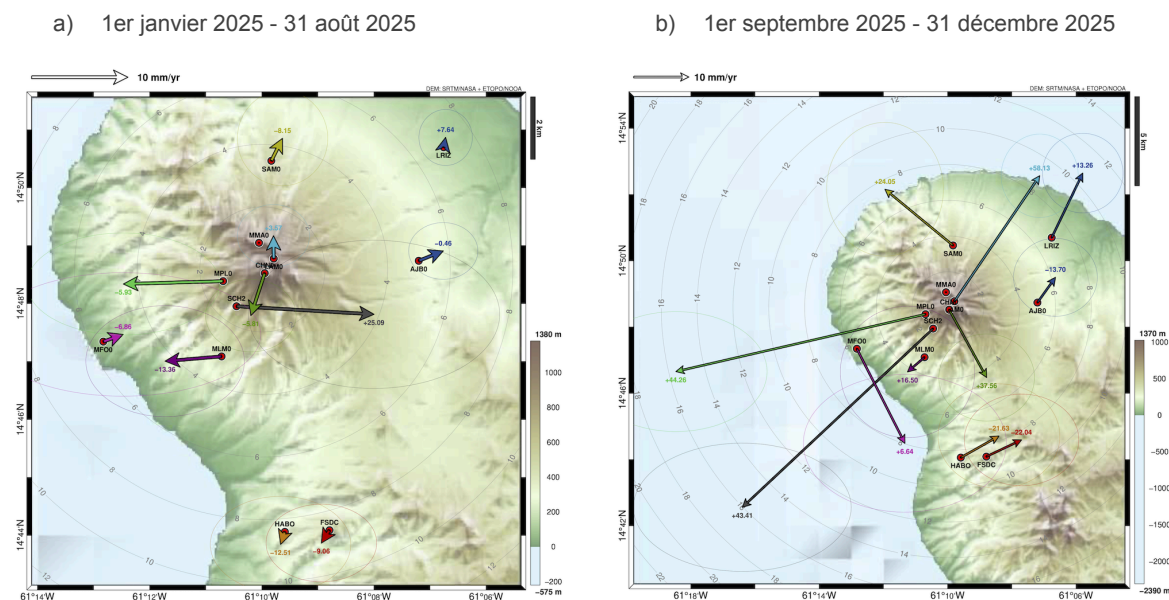 a) 1er janvier 2025 - 31 août 2025
10 mm/yr
DEM: SRTM/NASA + ETOPO/NOOA
2 km
−8.15
SAM0
+7.64
LRIZ
MMA0
−0.46
AJB0
MPL0
−5.93
SCH2
+25.09
−6.86
MFO0
MLM0
−13.36
HABO
−12.51
FSDC
−9.06
14°50'
14°48'
14°46'
14°44'
61°14'W
61°12'W
61°10'W
61°08'W
61°06'W
1380 m
1000
800
600
400
200
0
−200
−575 m
b) 1er septembre 2025 - 31 décembre 2025
10 mm/yr
DEM: SRTM/NASA + ETOPO/NOOA
5 km
+58.13
+13.26
+24.05
LRIZ
SAM0
−13.70
MMA0
AJB0
MPL0
SCH2
MFO0
MLM0
+44.26
+16.50
+37.56
+6.64
−21.63
−22.04
HABO
FSDC
+43.41
14°54'
14°50'
14°46'
14°42'
61°18'W
61°14'W
61°10'W
61°06'W
1370 m
1000
500
0
−500
−1000
−1500
−2000
−2390 m